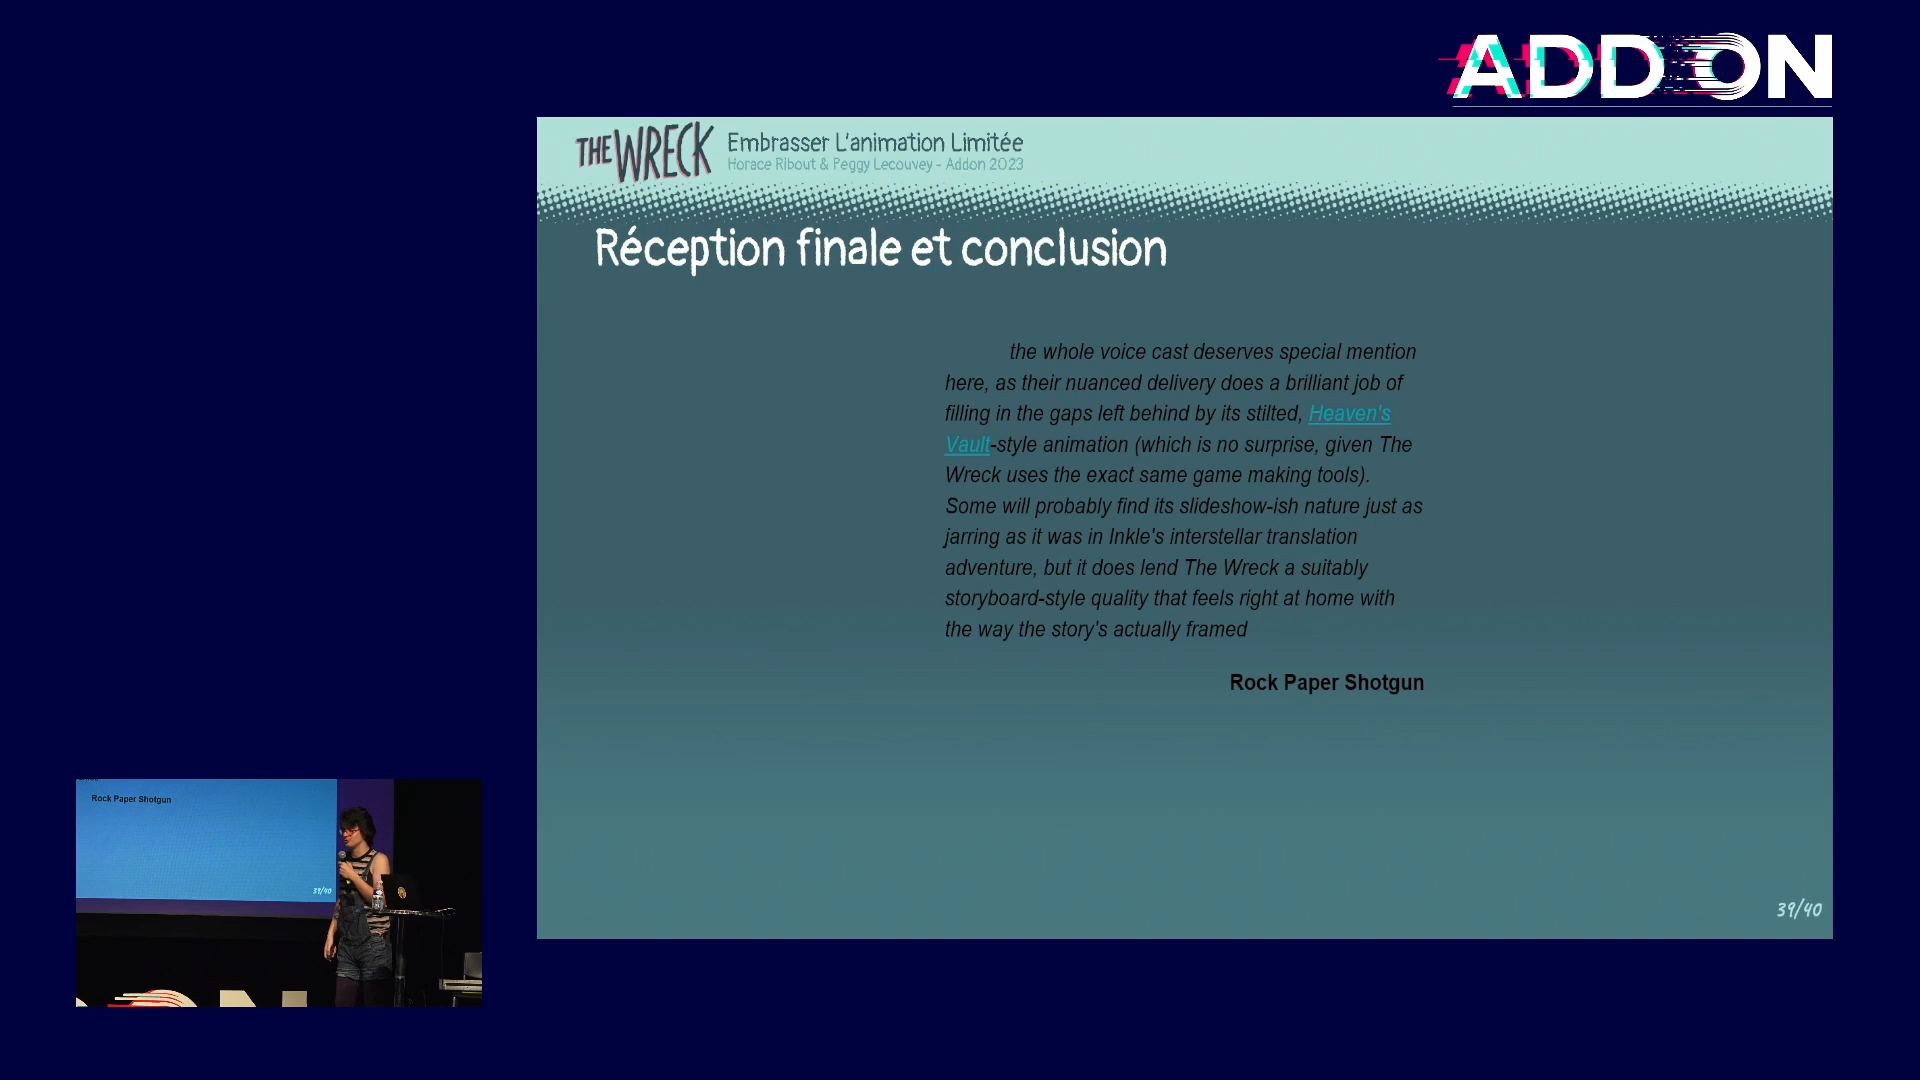 ADDON
THE WRECK
Embrasser L'animation Limitée
Horace Ribout & Peggy Lecouvey - Addon 2023
Réception finale et conclusion
the whole voice cast deserves special mention
here, as their nuanced delivery does a brilliant job of
filling in the gaps left behind by its stilted, Heaven's
Vault-style animation (which is no surprise, given The
Wreck uses the exact same game making tools).
Some will probably find its slideshow-ish nature just as
jarring as it was in Inkle's interstellar translation
adventure, but it does lend The Wreck a suitably
storyboard-style quality that feels right at home with
the way the story's actually framed
Rock Paper Shotgun
39/40
Rock Paper Shotgun
39/40